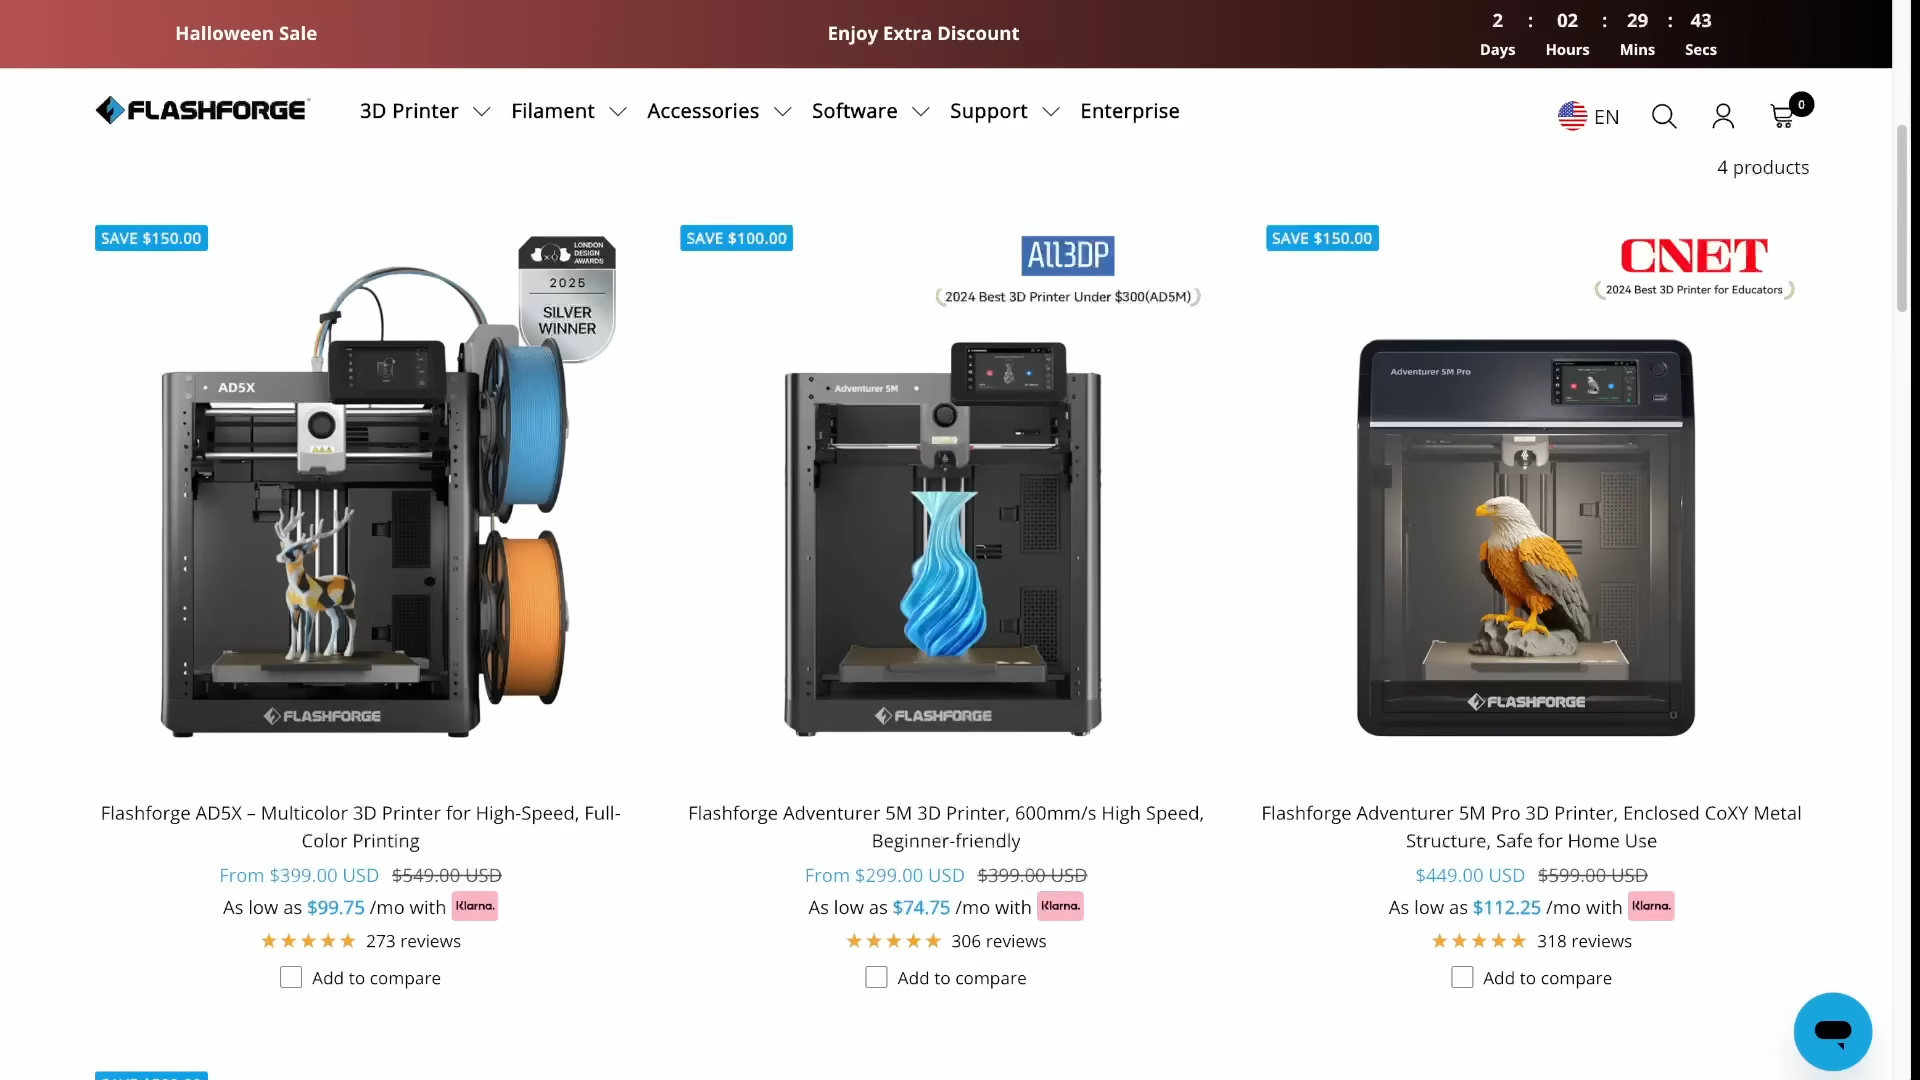 Halloween Sale
Enjoy Extra Discount
2 : 02 : 29 : 43
Days Hours Mins Secs
FLASHFORGE
3D Printer
Filament
Accessories
Software
Support
Enterprise
EN
0
4 products
SAVE $150.00
LONDON
DESIGN
AWARDS
2025
SILVER
WINNER
AD5X
FLASHFORGE
Flashforge AD5X – Multicolor 3D Printer for High-Speed, Full-
Color Printing
From $399.00 USD $549.00 USD
As low as $99.75 /mo with Klarna.
273 reviews
Add to compare
SAVE $100.00
ALL3DP
2024 Best 3D Printer Under $300(AD5M)
Adventurer 5M
FLASHFORGE
Flashforge Adventurer 5M 3D Printer, 600mm/s High Speed,
Beginner-friendly
From $299.00 USD $399.00 USD
As low as $74.75 /mo with Klarna.
306 reviews
Add to compare
SAVE $150.00
CNET
2024 Best 3D Printer for Educators
Adventurer 5M Pro
FLASHFORGE
Flashforge Adventurer 5M Pro 3D Printer, Enclosed CoXY Metal
Structure, Safe for Home Use
$449.00 USD $599.00 USD
As low as $112.25 /mo with Klarna.
318 reviews
Add to compare